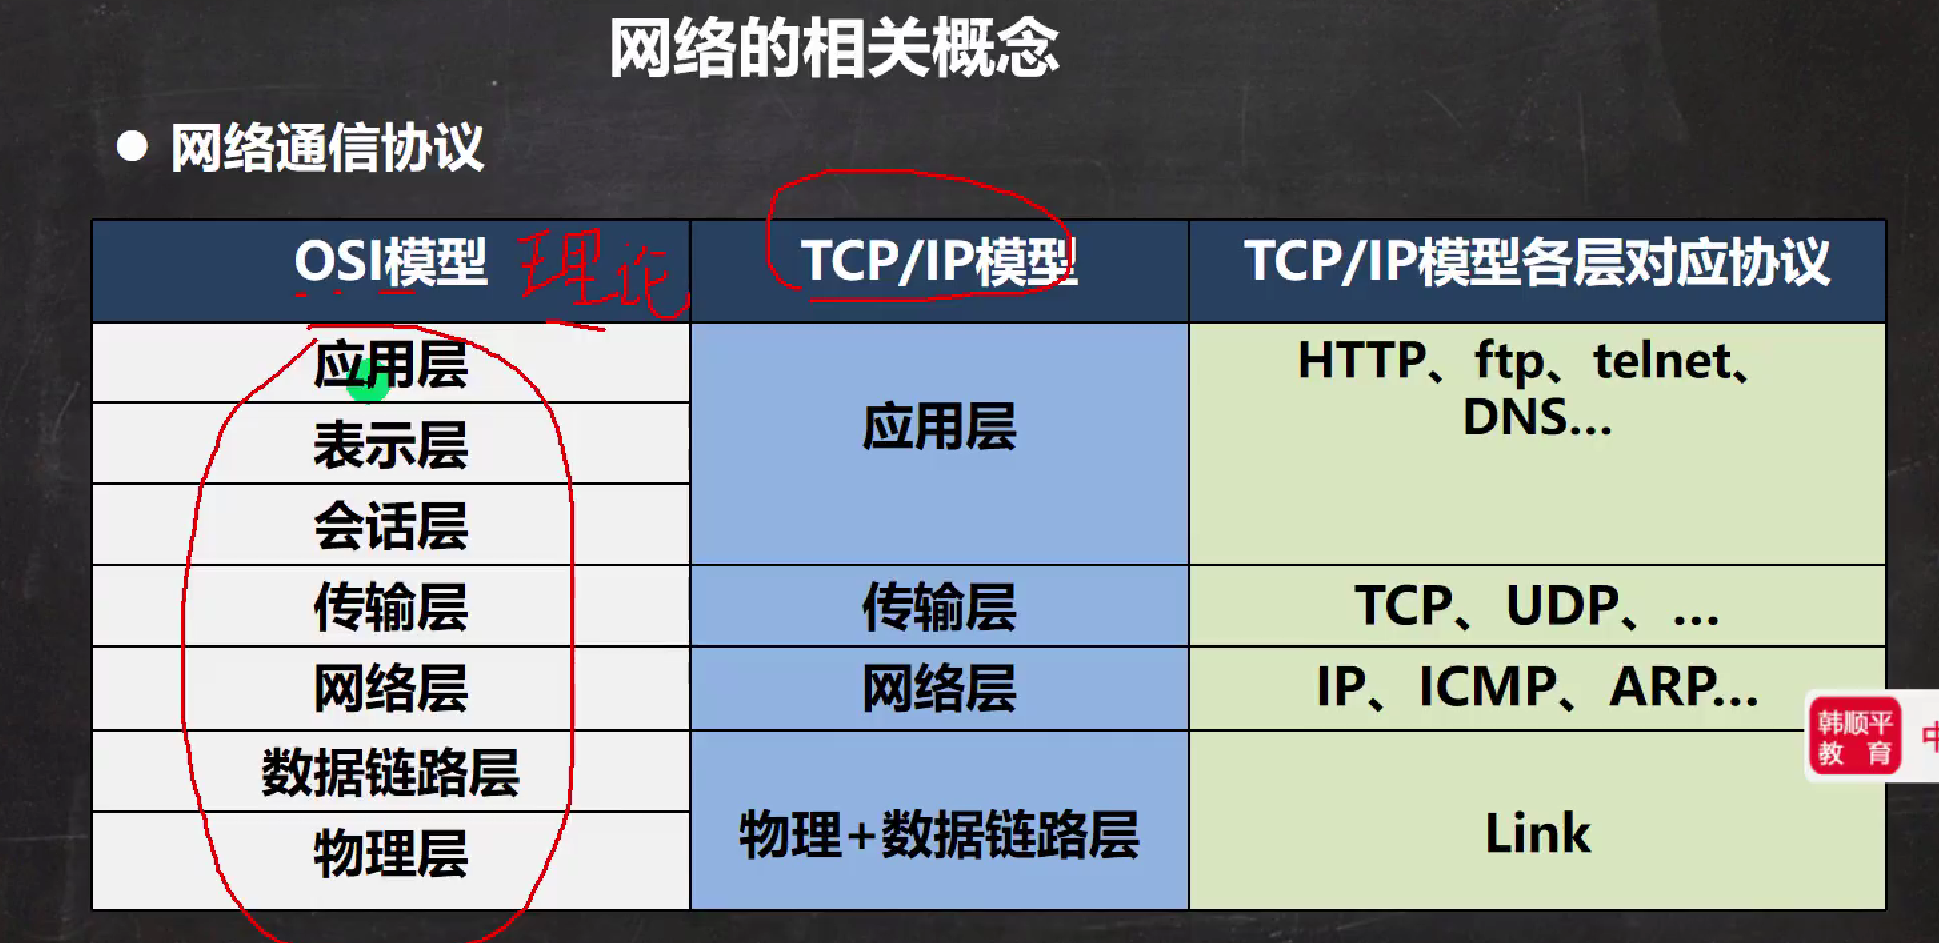 网络的相关概念
● 网络通信协议
OSI模型 理论 TCP/IP模型 TCP/IP模型各层对应协议
应用层
表示层
会话层
应用层
HTTP、ftp、telnet、
DNS...
传输层 传输层 TCP、UDP、...
网络层 网络层 IP、ICMP、ARP...
数据链路层
物理层
物理+数据链路层
Link
韩顺平
教 育
中